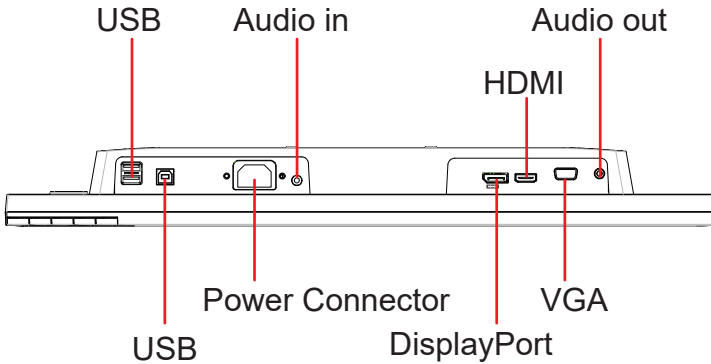 USB
Audio in
Audio out
HDMI
Power Connector
VGA
USB
DisplayPort